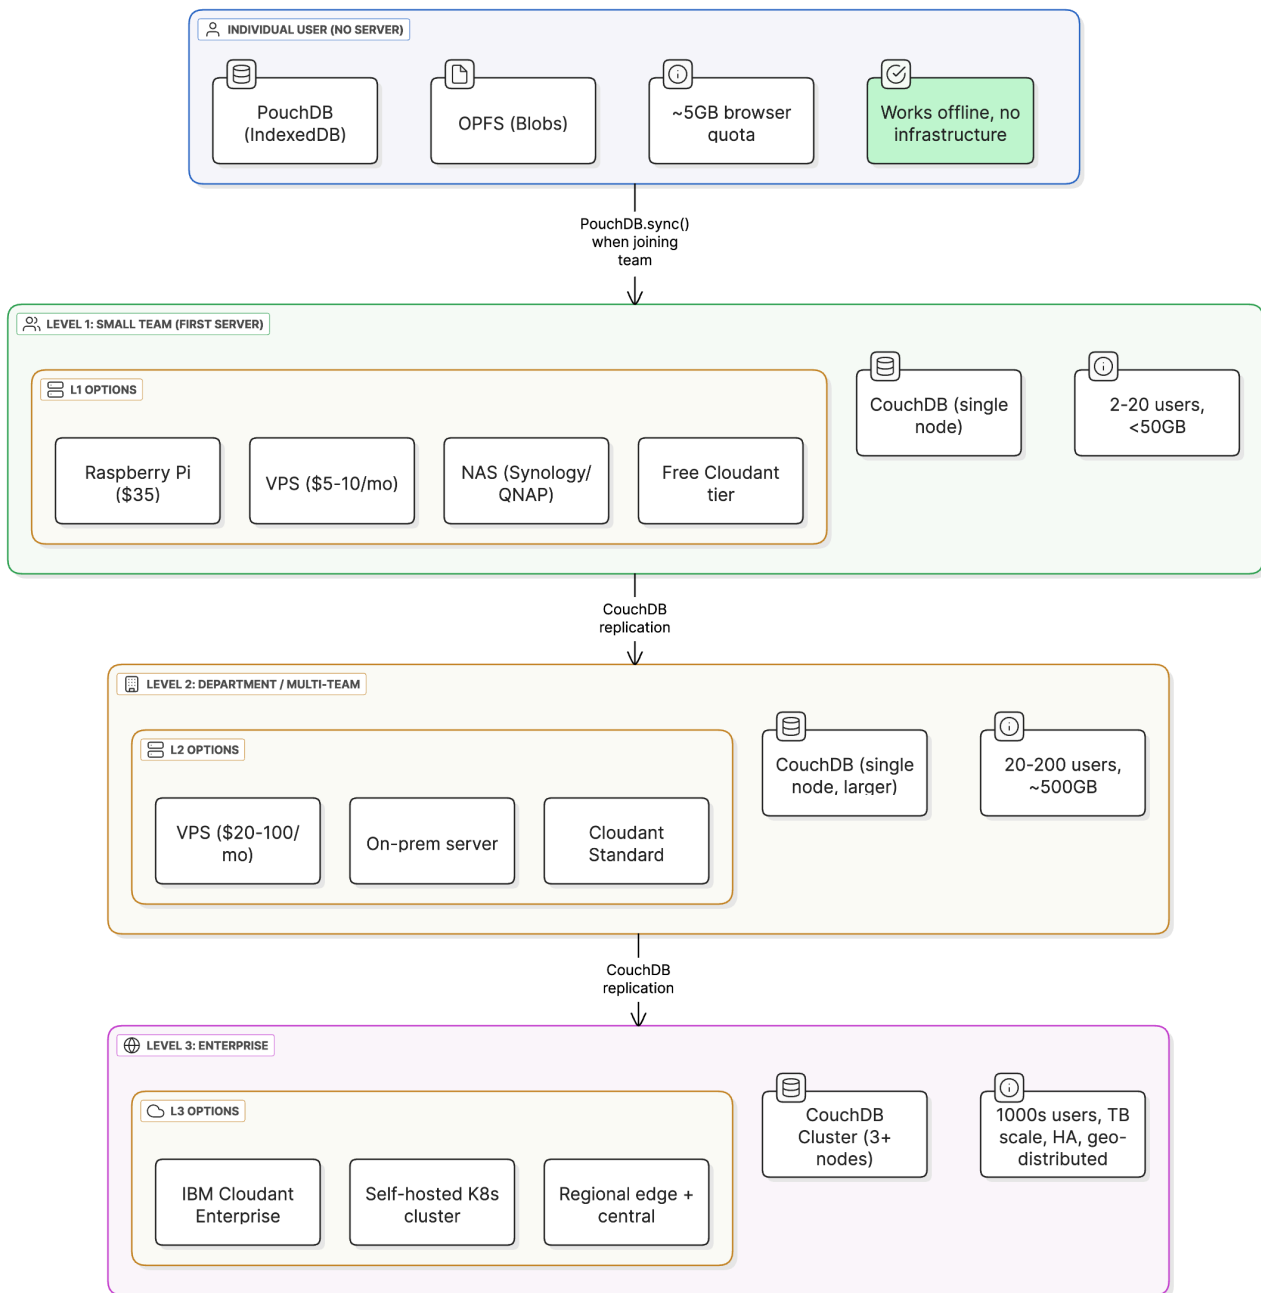 INDIVIDUAL USER (NO SERVER)
PouchDB
(IndexedDB)
OPFS (Blobs)
~5GB browser
quota
Works offline, no
infrastructure
PouchDB.sync()
when joining
team
LEVEL 1: SMALL TEAM (FIRST SERVER)
L1 OPTIONS
Raspberry Pi
($35)
VPS ($5-10/mo)
NAS (Synology/
QNAP)
Free Cloudant
tier
CouchDB (single
node)
2-20 users,
<50GB
CouchDB
replication
LEVEL 2: DEPARTMENT / MULTI-TEAM
L2 OPTIONS
VPS ($20-100/
mo)
On-prem server
Cloudant
Standard
CouchDB (single
node, larger)
20-200 users,
~500GB
CouchDB
replication
LEVEL 3: ENTERPRISE
L3 OPTIONS
IBM Cloudant
Enterprise
Self-hosted K8s
cluster
Regional edge +
central
CouchDB
Cluster (3+
nodes)
1000s users, TB
scale, HA, geo-
distributed